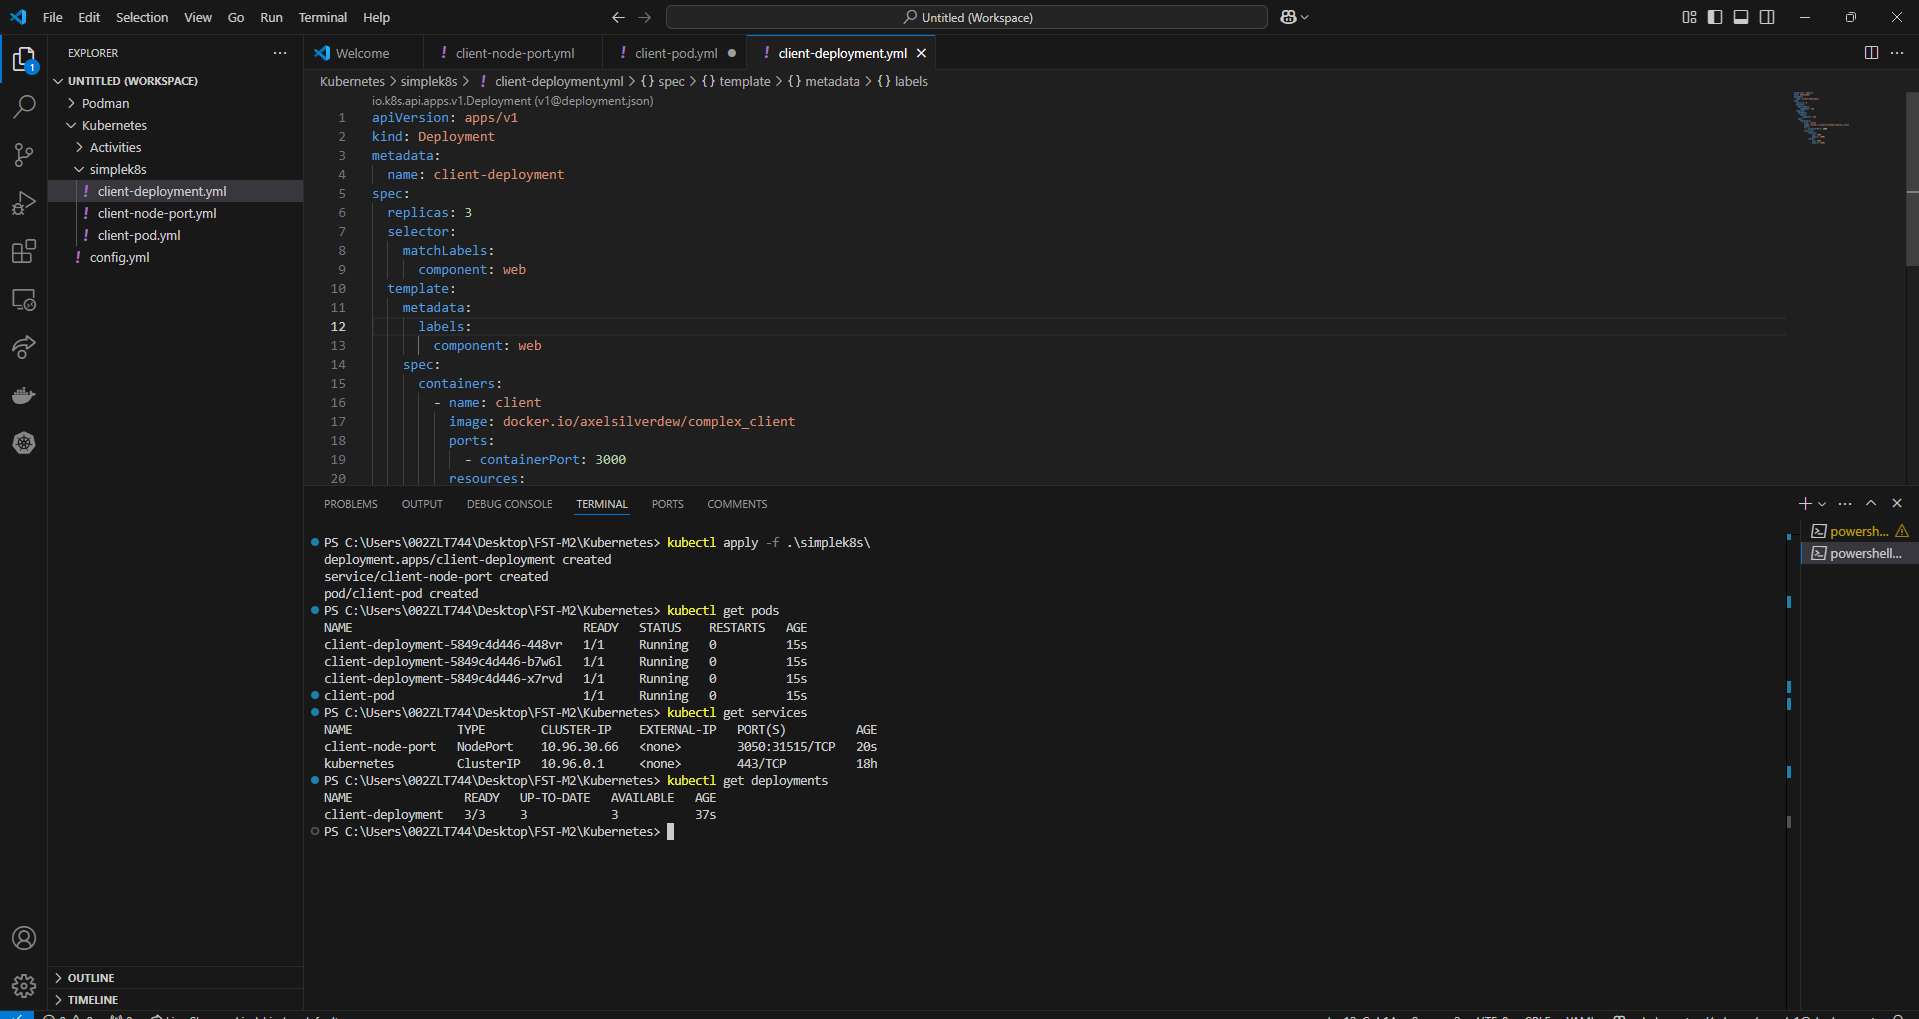 File Edit Selection View Go Run Terminal Help
Untitled (Workspace)
EXPLORER
UNTITLED (WORKSPACE)
Podman
Kubernetes
Activities
simplek8s
! client-deployment.yml
! client-node-port.yml
! client-pod.yml
! config.yml
OUTLINE
TIMELINE
1
Welcome
! client-node-port.yml
! client-pod.yml
! client-deployment.yml
Kubernetes > simplek8s > ! client-deployment.yml > {} spec > {} template > {} metadata > {} labels
io.k8s.api.apps.v1.Deployment (v1@deployment.json)
1 apiVersion: apps/v1
2 kind: Deployment
3 metadata:
4 name: client-deployment
5 spec:
6 replicas: 3
7 selector:
8 matchLabels:
9 component: web
10 template:
11 metadata:
12 labels:
13 component: web
14 spec:
15 containers:
16 - name: client
17 image: docker.io/axelsilverdew/complex_client
18 ports:
19 - containerPort: 3000
20 resources:
PROBLEMS OUTPUT DEBUG CONSOLE TERMINAL PORTS COMMENTS
powersh...
powershell...
PS C:\Users\002ZLT744\Desktop\FST-M2\Kubernetes> kubectl apply -f .\simplek8s\
deployment.apps/client-deployment created
service/client-node-port created
pod/client-pod created
PS C:\Users\002ZLT744\Desktop\FST-M2\Kubernetes> kubectl get pods
NAME READY STATUS RESTARTS AGE
client-deployment-5849c4d446-448vr 1/1 Running 0 15s
client-deployment-5849c4d446-b7w6l 1/1 Running 0 15s
client-deployment-5849c4d446-x7rvd 1/1 Running 0 15s
client-pod 1/1 Running 0 15s
PS C:\Users\002ZLT744\Desktop\FST-M2\Kubernetes> kubectl get services
NAME TYPE CLUSTER-IP EXTERNAL-IP PORT(S) AGE
client-node-port NodePort 10.96.30.66 <none> 3050:31515/TCP 20s
kubernetes ClusterIP 10.96.0.1 <none> 443/TCP 18h
PS C:\Users\002ZLT744\Desktop\FST-M2\Kubernetes> kubectl get deployments
NAME READY UP-TO-DATE AVAILABLE AGE
client-deployment 3/3 3 3 37s
PS C:\Users\002ZLT744\Desktop\FST-M2\Kubernetes>